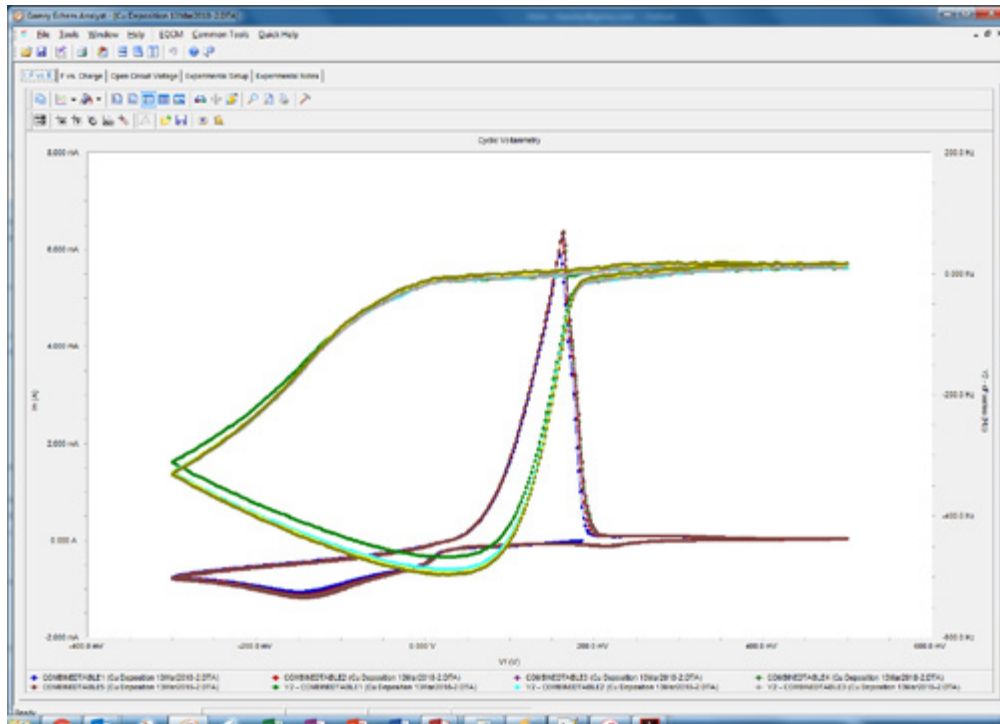 Gamry Echem Analyst - [Cu Deposition 13Mar2018-2.DTA]
File Tools Window Help EQCM Common Tools Quick Help
F vs. Charge Open Circuit Voltage Experimental Setup Experimental Notes
Cyclic Voltammetry
8.000 mA
200.0 Hz
6.000 mA
0.000 Hz
4.000 mA
-200.0 Hz
2.000 mA
-400.0 Hz
0.000 A
-2.000 mA
-600.0 Hz
-400.0 mV
-200.0 mV
0.000 V
200.0 mV
400.0 mV
600.0 mV
Im (A)
Vf (V)
COMBINEDTABLE1 (Cu Deposition 13Mar2018-2.DTA)
COMBINEDTABLE2 (Cu Deposition 13Mar2018-2.DTA)
COMBINEDTABLE3 (Cu Deposition 13Mar2018-2.DTA)
COMBINEDTABLE4 (Cu Deposition 13Mar2018-2.DTA)
COMBINEDTABLE5 (Cu Deposition 13Mar2018-2.DTA)
Y2 - COMBINEDTABLE1 (Cu Deposition 13Mar2018-2.DTA)
Y2 - COMBINEDTABLE2 (Cu Deposition 13Mar2018-2.DTA)
Y2 - COMBINEDTABLE3 (Cu Deposition 13Mar2018-2.DTA)
Ready